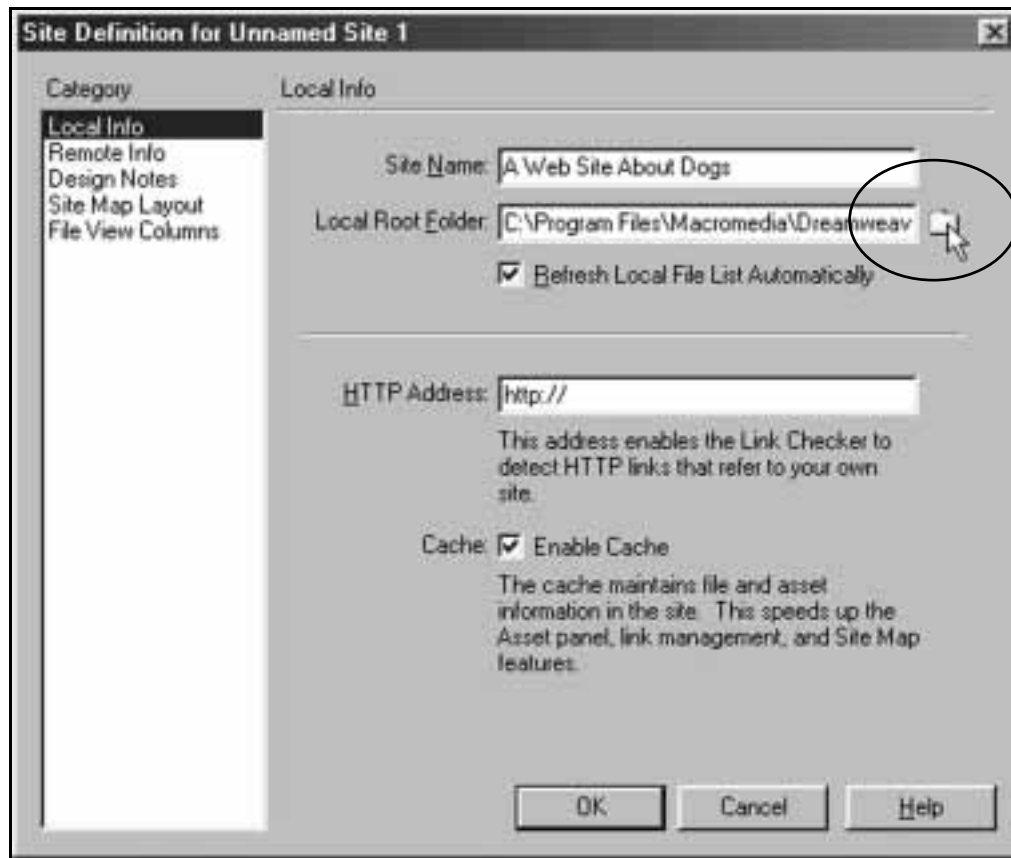 Site Definition for Unnamed Site 1
Category
Local Info
Remote Info
Design Notes
Site Map Layout
File View Columns
Local Info
Site Name: A Web Site About Dogs
Local Root Folder: C:\Program Files\Macromedia\Dreamweav
Refresh Local File List Automatically
HTTP Address: http://
This address enables the Link Checker to
detect HTTP links that refer to your own
site.
Cache: Enable Cache
The cache maintains file and asset
information in the site. This speeds up the
Asset panel, link management, and Site Map
features.
OK Cancel Help